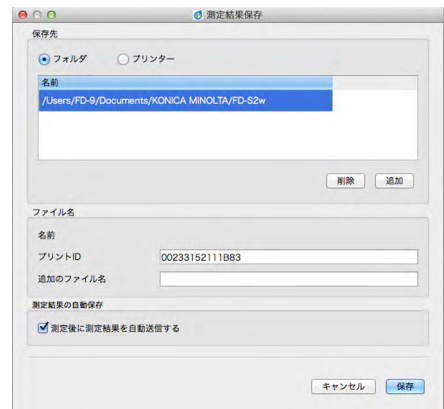 測定結果保存
保存先
フォルダ プリンター
名前
/Users/FD-9/Documents/KONICA MINOLTA/FD-S2w
削除 追加
ファイル名
名前
プリントID 00233152111B83
追加のファイル名
測定結果の自動保存
測定後に測定結果を自動送信する
キャンセル 保存